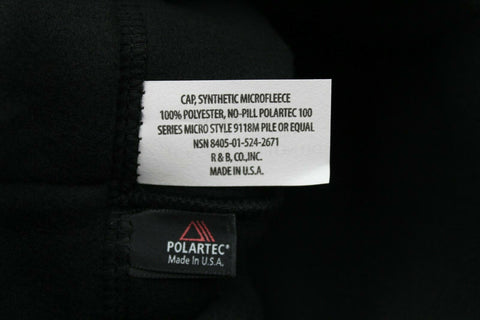 CAP, SYNTHETIC MICROFLEECE
100% POLYESTER, NO-PILL POLARTEC 100
SERIES MICRO STYLE 9118M PILE OR EQUAL
NSN 8405-01-524-2671
R & B, CO.,INC.
MADE IN U.S.A.
POLARTEC®
Made In U.S.A.